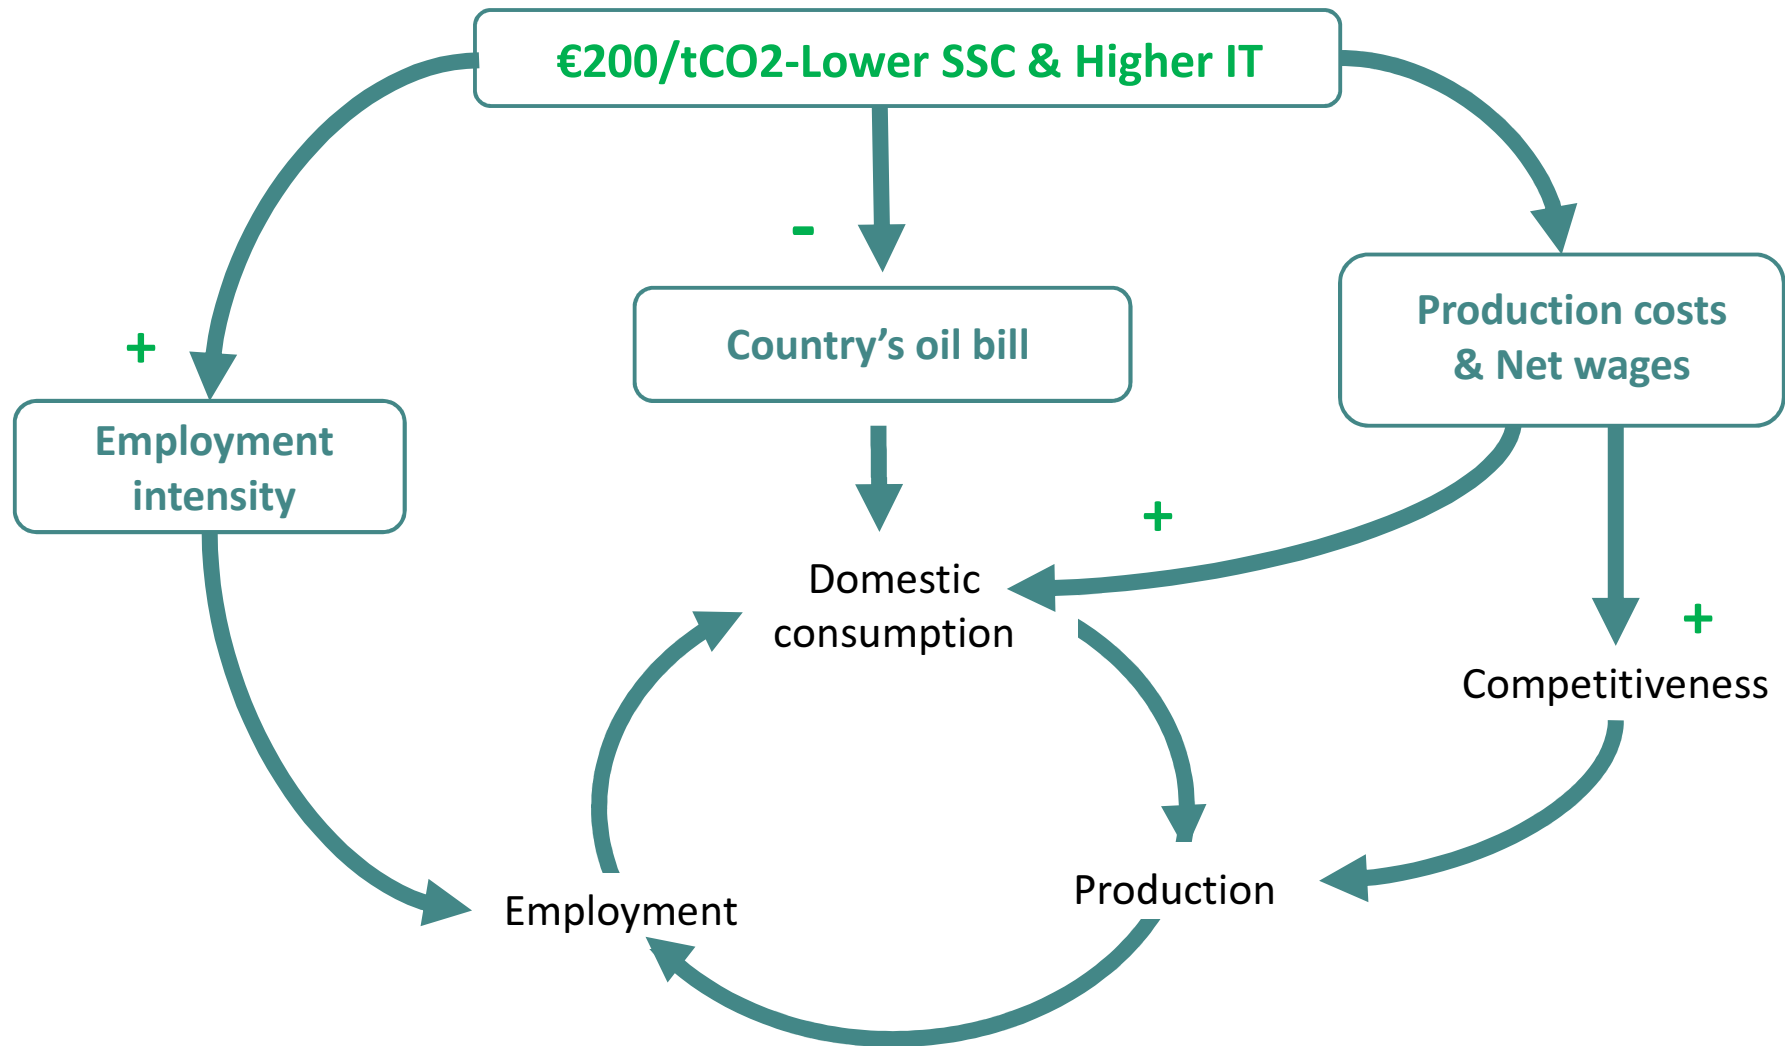 €200/tCO2-Lower SSC & Higher IT
-
+
Country’s oil bill
Production costs
& Net wages
Employment
intensity
+
Domestic
consumption
+
Competitiveness
Employment
Production